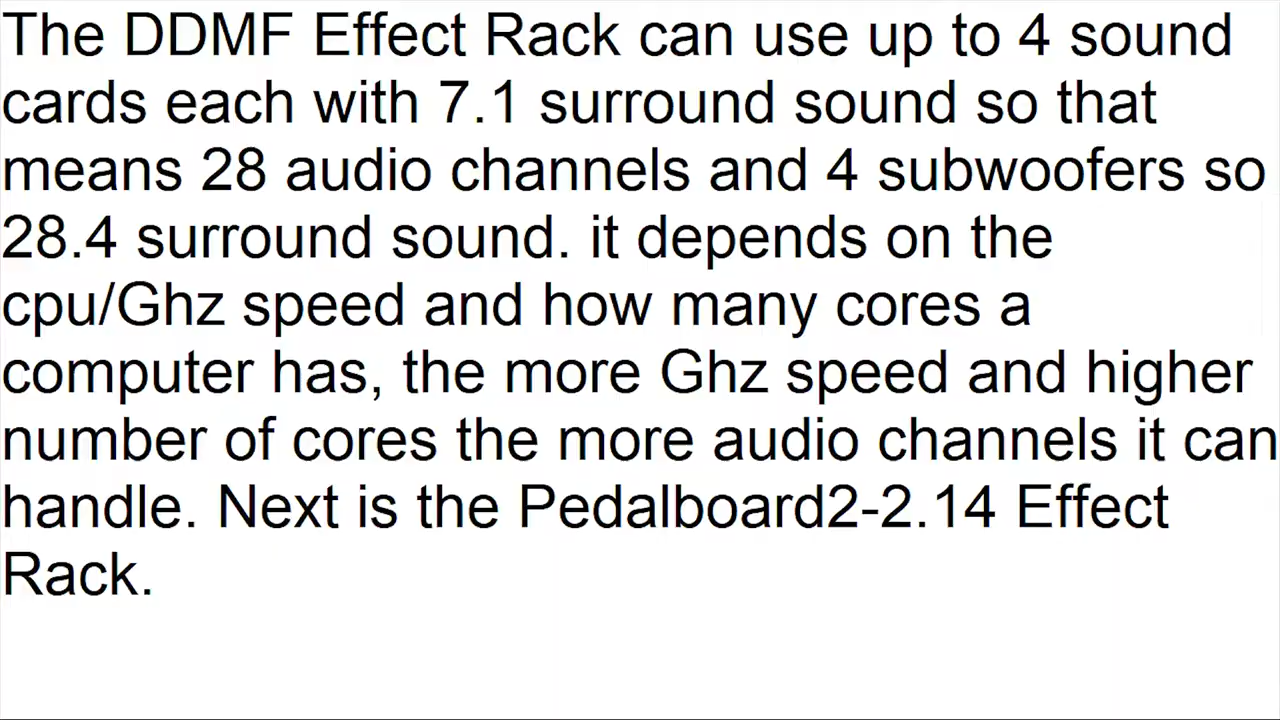 The DDMF Effect Rack can use up to 4 sound
cards each with 7.1 surround sound so that
means 28 audio channels and 4 subwoofers so
28.4 surround sound. it depends on the
cpu/Ghz speed and how many cores a
computer has, the more Ghz speed and higher
number of cores the more audio channels it can
handle. Next is the Pedalboard2-2.14 Effect
Rack.